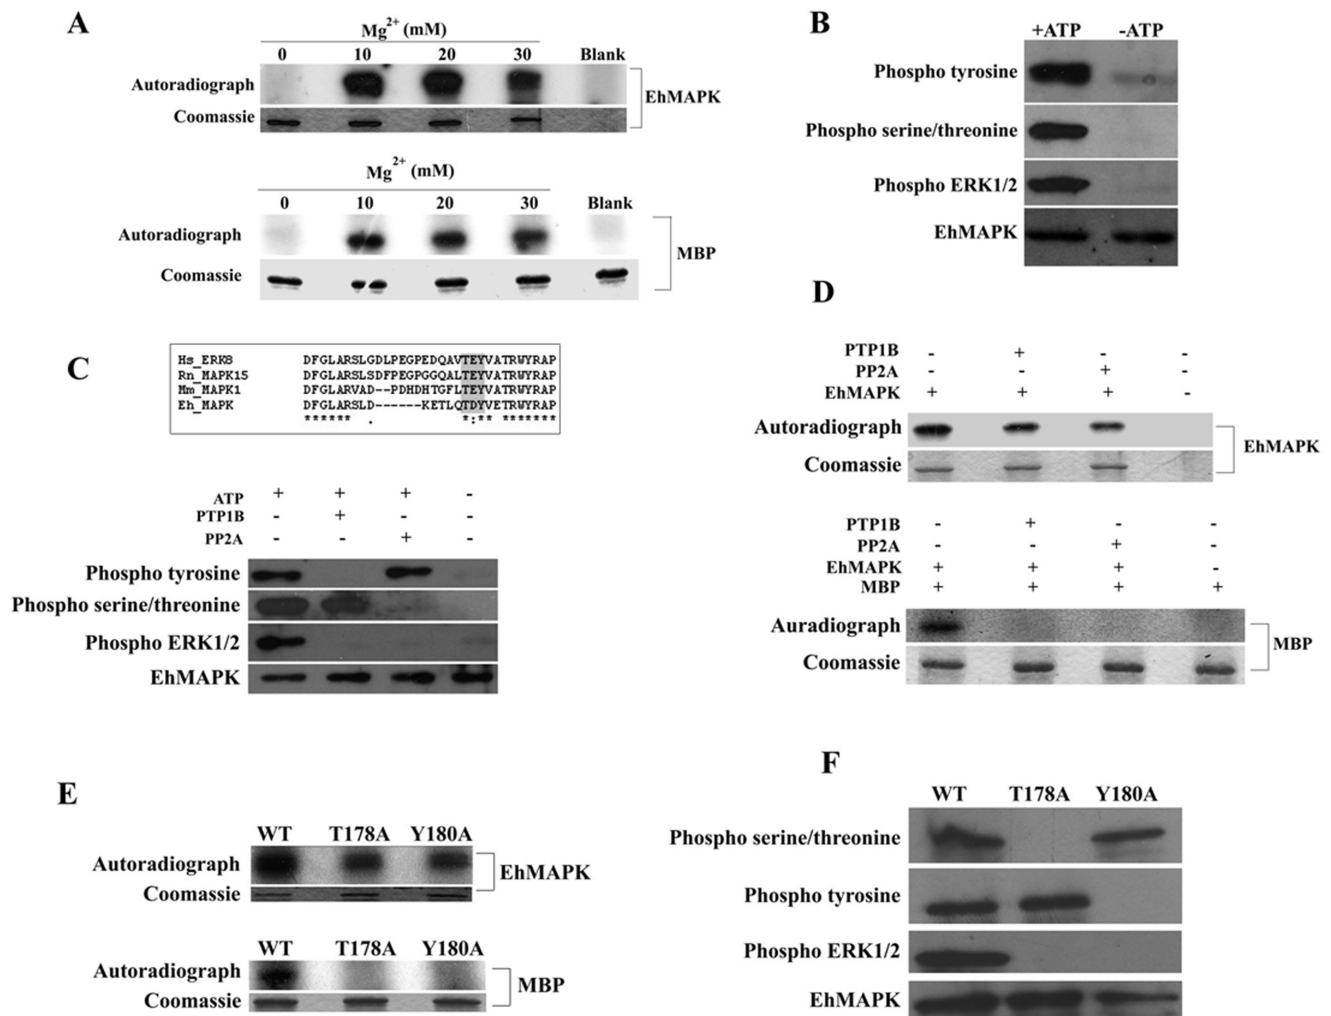 A
Mg2+ (mM)
0 10 20 30 Blank
Autoradiograph
Coomassie
EhMAPK
Mg2+ (mM)
0 10 20 30 Blank
Autoradiograph
Coomassie
MBP
B
+ATP -ATP
Phospho tyrosine
Phospho serine/threonine
Phospho ERK1/2
EhMAPK
C
Hs_ERK8 DFGLARSLGDLPEGPEDQAVTEYVATRWYRAP
Rn_MAPK15 DFGLARSLSDFPEGPGGQALTEYVATRWYRAP
Mm_MAPK1 DFGLARVAD--PDHDHTGFLTEYVATRWYRAP
Eh_MAPK DFGLARSLD------KETLQTDYVETRWYRAP
****** . *:** *******
ATP + + + -
PTP1B - + - -
PP2A - - + -
Phospho tyrosine
Phospho serine/threonine
Phospho ERK1/2
EhMAPK
D
PTP1B - + - -
PP2A - - + -
EhMAPK + + + -
Autoradiograph
Coomassie
EhMAPK
PTP1B - + - -
PP2A - - + -
EhMAPK + + + -
MBP + + + +
Auradiograph
Coomassie
MBP
E
WT T178A Y180A
Autoradiograph
Coomassie
EhMAPK
WT T178A Y180A
Autoradiograph
Coomassie
MBP
F
WT T178A Y180A
Phospho serine/threonine
Phospho tyrosine
Phospho ERK1/2
EhMAPK